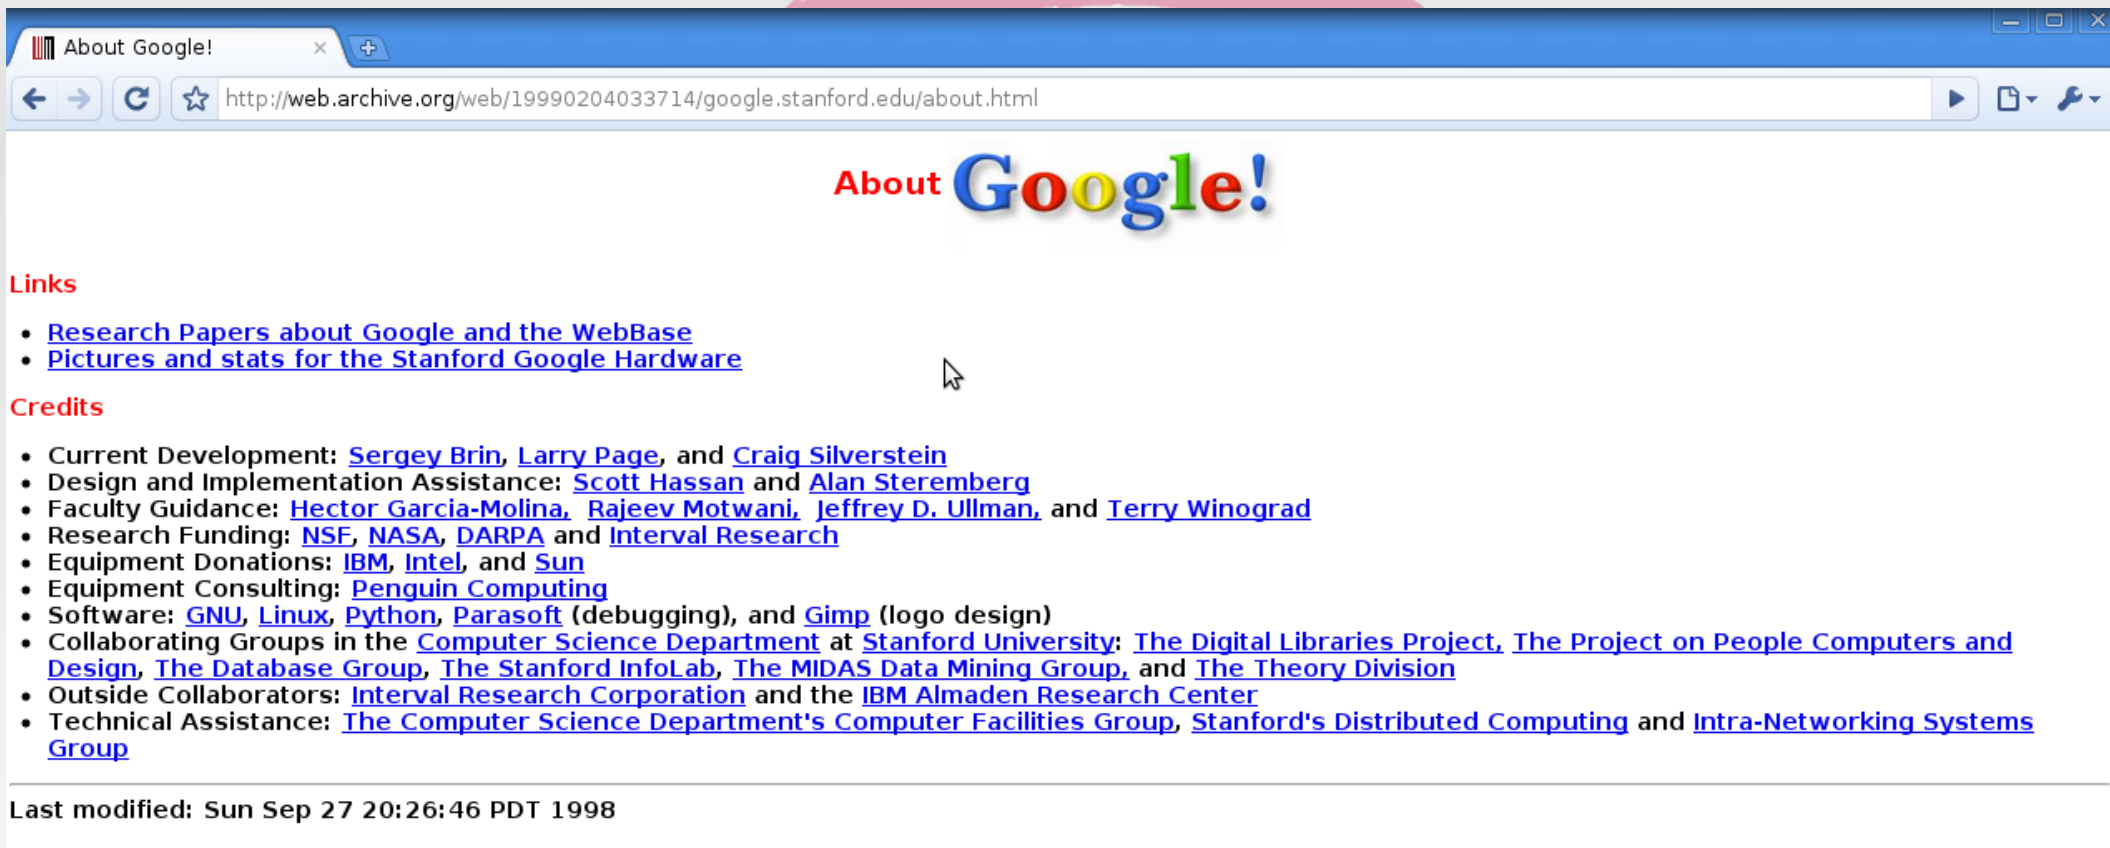 About Google!
http://web.archive.org/web/19990204033714/google.stanford.edu/about.html
About Google!
Links
Research Papers about Google and the WebBase
Pictures and stats for the Stanford Google Hardware
Credits
Current Development: Sergey Brin, Larry Page, and Craig Silverstein
Design and Implementation Assistance: Scott Hassan and Alan Steremberg
Faculty Guidance: Hector Garcia-Molina, Rajeev Motwani, Jeffrey D. Ullman, and Terry Winograd
Research Funding: NSF, NASA, DARPA and Interval Research
Equipment Donations: IBM, Intel, and Sun
Equipment Consulting: Penguin Computing
Software: GNU, Linux, Python, Parasoft (debugging), and Gimp (logo design)
Collaborating Groups in the Computer Science Department at Stanford University: The Digital Libraries Project, The Project on People Computers and
Design, The Database Group, The Stanford InfoLab, The MIDAS Data Mining Group, and The Theory Division
Outside Collaborators: Interval Research Corporation and the IBM Almaden Research Center
Technical Assistance: The Computer Science Department's Computer Facilities Group, Stanford's Distributed Computing and Intra-Networking Systems
Group
Last modified: Sun Sep 27 20:26:46 PDT 1998